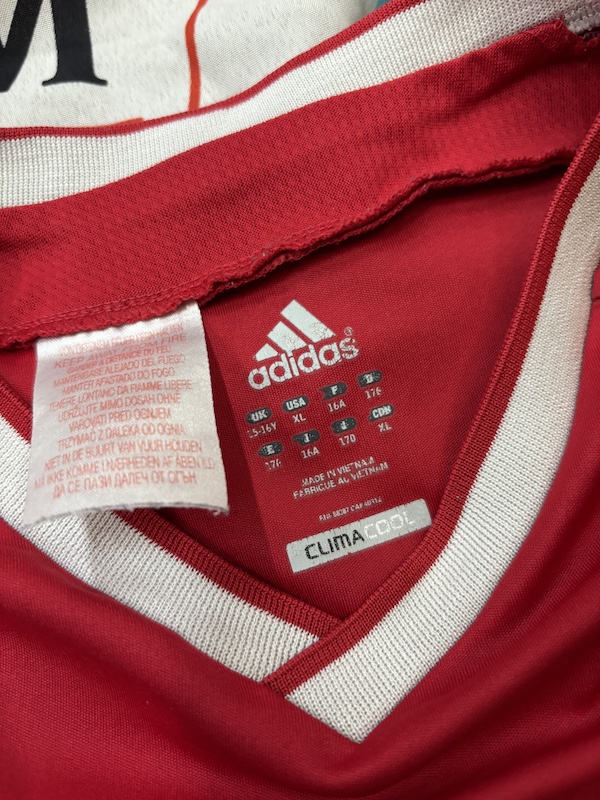 M
KEEP AWAY FROM FIRE
MANTENGASE ALEJADO DEL FUEGO
MANTER AFASTADO DO FOGO
TENERE LONTANO DA FIAMME LIBERE
UDRZUJTE MIMO DOSAH OHNE
VAROVATI PRED OGNJEM
TRZYMAĆ Z DALEKA OD OGNIA
NIET IN DE BUURT VAN VUUR HOUDEN
MÅ IKKE KOMME I NÆRHEDEN AF ÅBEN ILD
ДА СЕ ПАЗИ ДАЛЕЧ ОТ ОГЪН
adidas®
UK USA F D
15-16Y XL 16A 176
E J CDN
176 16A 170 XL
MADE IN VIETNAM
FABRIQUE AU VIETNAM
CLIMACOOL